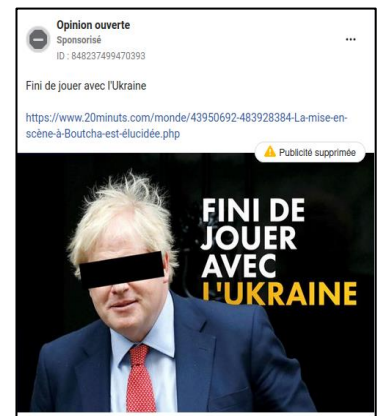 Opinion ouverte
Sponsorisé
ID : 848237499470393
Fini de jouer avec l'Ukraine
https://www.20minuts.com/monde/43950692-483928384-La-mise-en-
scène-à-Boutcha-est-élucidée.php
Publicité supprimée
FINI DE
JOUER
AVEC
L'UKRAINE